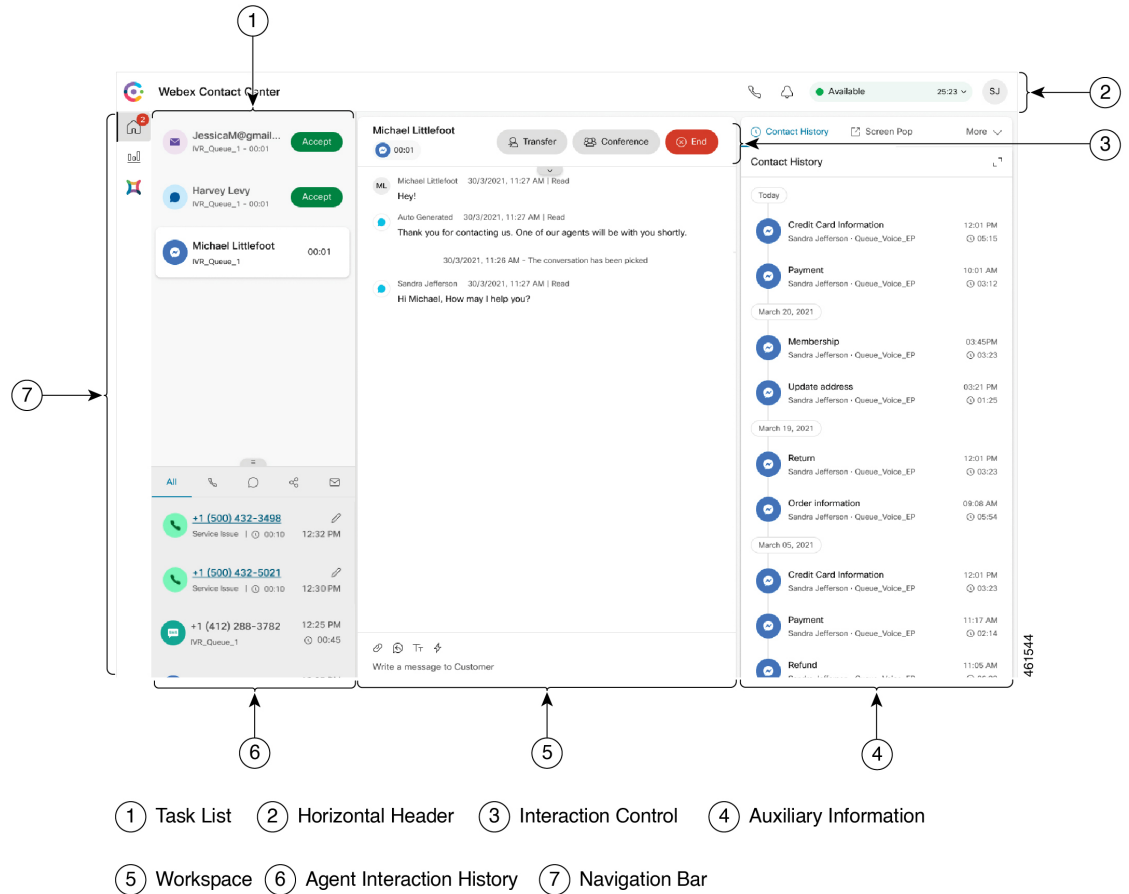 1
Webex Contact Center
Available 25:23
SJ
2
2
JessicaM@gmail...
IVR_Queue_1 - 00:01
Accept
Harvey Levy
IVR_Queue_1 - 00:01
Accept
Michael Littlefoot
IVR_Queue_1
00:01
Michael Littlefoot
00:01
Transfer
Conference
End
3
ML
Michael Littlefoot 30/3/2021, 11:27 AM | Read
Hey!
Auto Generated 30/3/2021, 11:27 AM | Read
Thank you for contacting us. One of our agents will be with you shortly.
30/3/2021, 11:26 AM - The conversation has been picked
Sandra Jefferson 30/3/2021, 11:27 AM | Read
Hi Michael, How may I help you?
Contact History
Screen Pop
More
Contact History
Today
Credit Card Information 12:01 PM
Sandra Jefferson • Queue_Voice_EP 05:15
Payment 10:01 AM
Sandra Jefferson • Queue_Voice_EP 03:12
March 20, 2021
Membership 03:45PM
Sandra Jefferson • Queue_Voice_EP 03:23
Update address 03:21 PM
Sandra Jefferson • Queue_Voice_EP 01:25
March 19, 2021
Return 12:01 PM
Sandra Jefferson • Queue_Voice_EP 03:23
Order information 09:08 AM
Sandra Jefferson • Queue_Voice_EP 05:54
March 05, 2021
Credit Card Information 12:01 PM
Sandra Jefferson • Queue_Voice_EP 03:23
Payment 11:17 AM
Sandra Jefferson • Queue_Voice_EP 02:14
Refund 11:05 AM
7
All
+1 (500) 432-3498
Service Issue | 00:10 12:32 PM
+1 (500) 432-5021
Service Issue | 00:10 12:30 PM
SMS
+1 (412) 288-3782 12:25 PM
IVR_Queue_1 00:45
TT
Write a message to Customer
461544
6
5
4
1 Task List 2 Horizontal Header 3 Interaction Control 4 Auxiliary Information
5 Workspace 6 Agent Interaction History 7 Navigation Bar